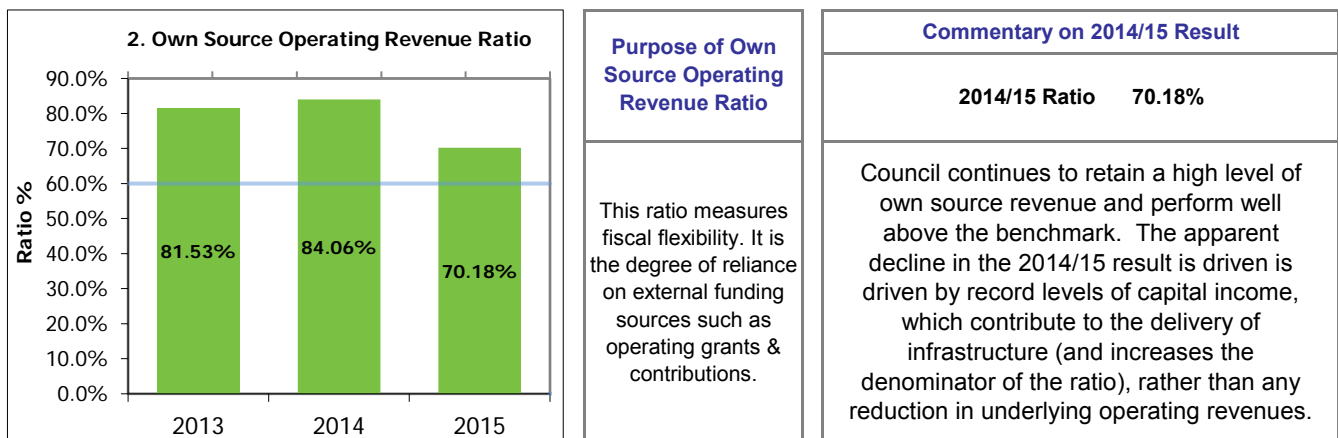 2. Own Source Operating Revenue Ratio
90.0%
80.0%
70.0%
60.0%
50.0%
40.0%
30.0%
20.0%
10.0%
0.0%
Ratio %
81.53%
84.06%
70.18%
2013
2014
2015
Purpose of Own
Source Operating
Revenue Ratio
This ratio measures
fiscal flexibility. It is
the degree of reliance
on external funding
sources such as
operating grants &
contributions.
Commentary on 2014/15 Result
2014/15 Ratio 70.18%
Council continues to retain a high level of
own source revenue and perform well
above the benchmark. The apparent
decline in the 2014/15 result is driven is
driven by record levels of capital income,
which contribute to the delivery of
infrastructure (and increases the
denominator of the ratio), rather than any
reduction in underlying operating revenues.